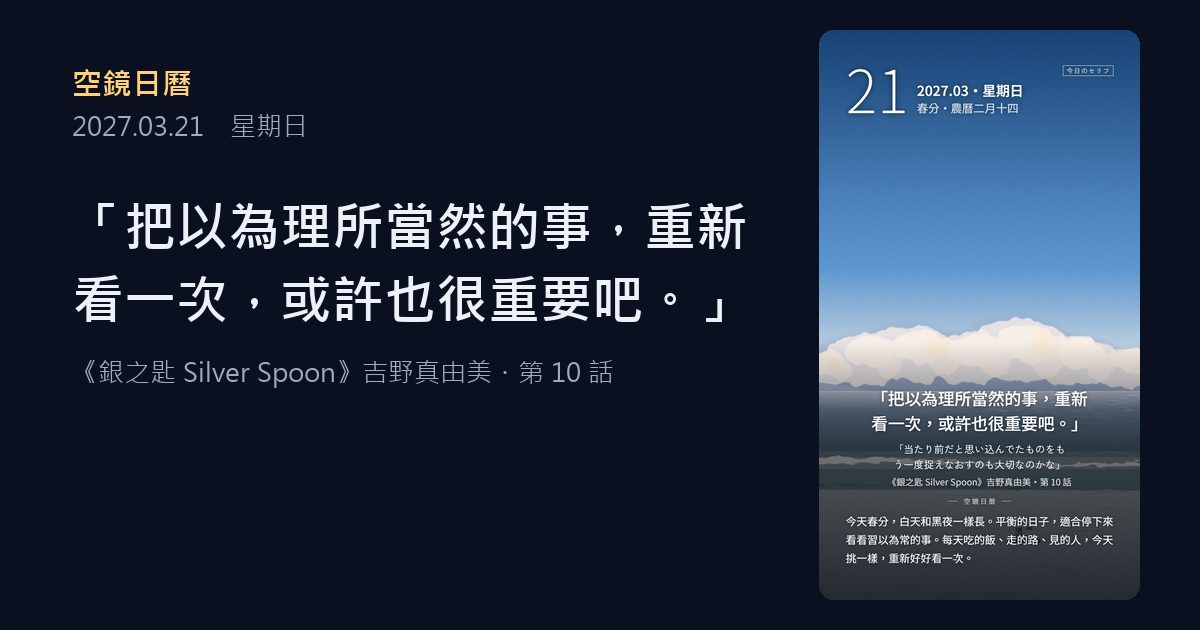 空鏡日曆
2027.03.21　星期日
「把以為理所當然的事，重新
看一次，或許也很重要吧。」
《銀之匙 Silver Spoon》吉野真由美・第 10 話
21
2027.03・星期日
春分・農曆二月十四
今日のセリフ
「把以為理所當然的事，重新
看一次，或許也很重要吧。」
「当たり前だと思い込んでたものをも
う一度捉えなおすのも大切なのかな」
《銀之匙 Silver Spoon》吉野真由美・第 10 話
— 空鏡日曆 —
今天春分，白天和黑夜一樣長。平衡的日子，適合停下來
看看習以為常的事。每天吃的飯、走的路、見的人，今天
挑一樣，重新好好看一次。